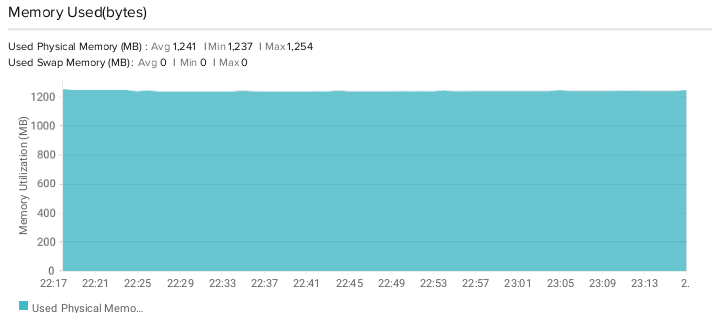 Memory Used(bytes)
Used Physical Memory (MB) : Avg 1,241 | Min 1,237 | Max 1,254
Used Swap Memory (MB): Avg 0 | Min 0 | Max 0
Memory Utilization (MB)
1200
1000
800
600
400
200
0
22:17 22:21 22:25 22:29 22:33 22:37 22:41 22:45 22:49 22:53 22:57 23:01 23:05 23:09 23:13 2.
Used Physical Memo...